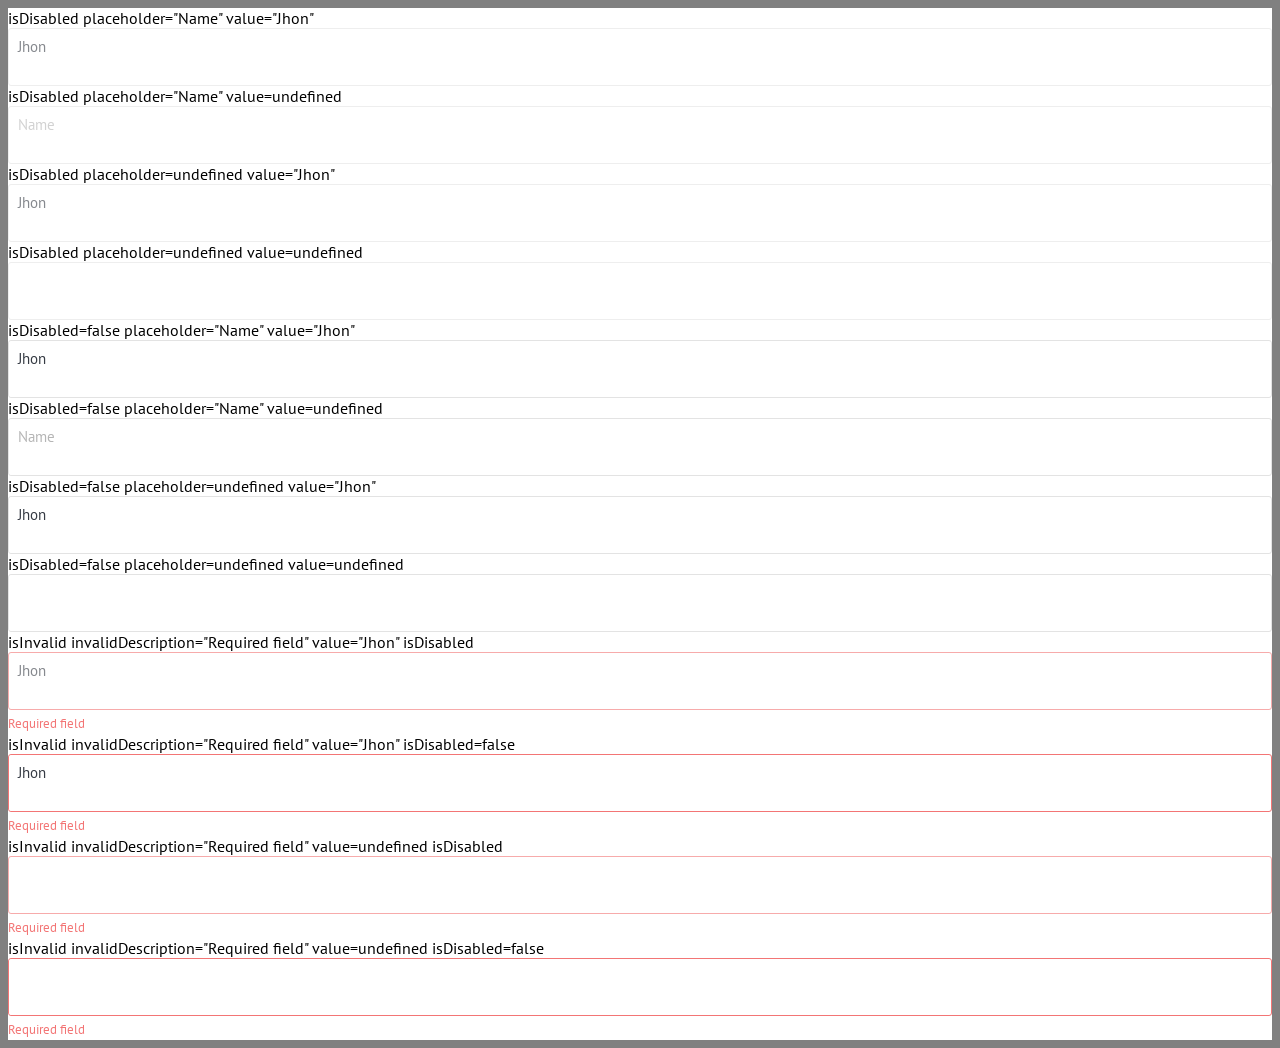 isDisabled placeholder="Name" value="Jhon"
Jhon
isDisabled placeholder="Name" value=undefined
Name
isDisabled placeholder=undefined value="Jhon"
Jhon
isDisabled placeholder=undefined value=undefined
isDisabled=false placeholder="Name" value="Jhon"
Jhon
isDisabled=false placeholder="Name" value=undefined
Name
isDisabled=false placeholder=undefined value="Jhon"
Jhon
isDisabled=false placeholder=undefined value=undefined
isInvalid invalidDescription="Required field" value="Jhon" isDisabled
Jhon
Required field
isInvalid invalidDescription="Required field" value="Jhon" isDisabled=false
Jhon
Required field
isInvalid invalidDescription="Required field" value=undefined isDisabled
Required field
isInvalid invalidDescription="Required field" value=undefined isDisabled=false
Required field